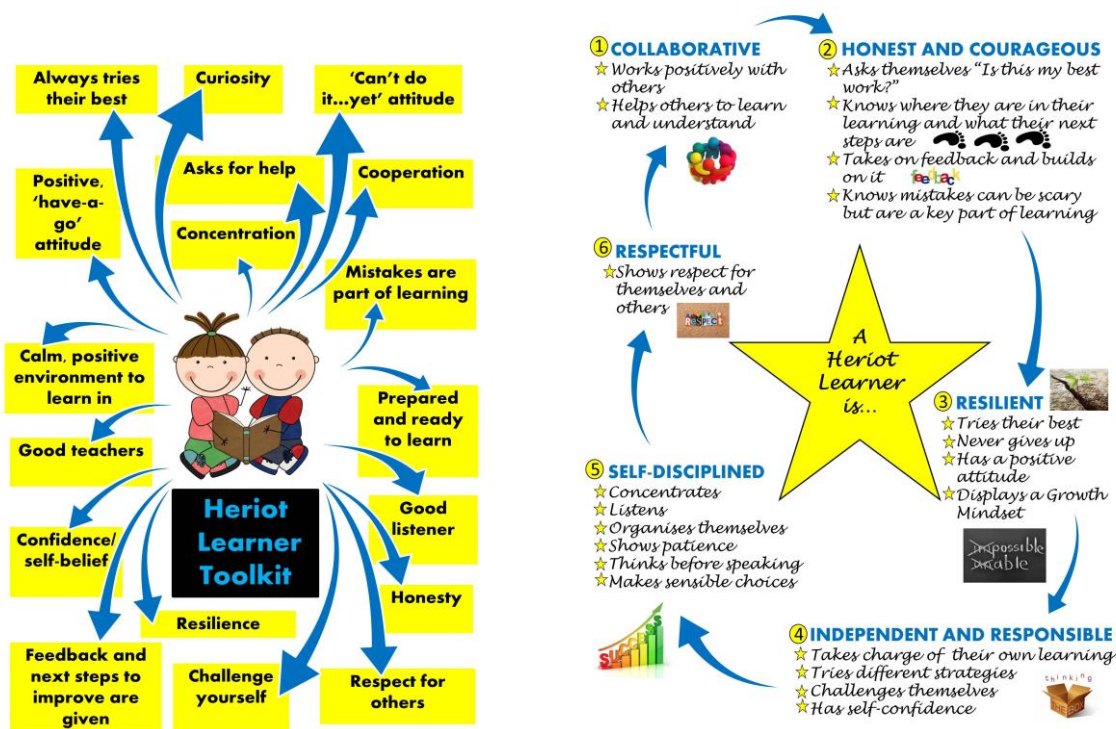 Always tries
their best
Curiosity
‘Can’t do
it...yet’ attitude
Asks for help
Cooperation
Positive,
‘have-a-
go’
attitude
Concentration
Mistakes are
part of learning
Calm, positive
environment to
learn in
Prepared
and ready
to learn
Good teachers
Heriot
Learner
Toolkit
Good
listener
Confidence/
self-belief
Honesty
Resilience
Feedback and
next steps to
improve are
given
Challenge
yourself
Respect for
others
1 COLLABORATIVE
Works positively with
others
Helps others to learn
and understand
2 HONEST AND COURAGEOUS
Asks themselves “Is this my best
work?”
Knows where they are in their
learning and what their next
steps are
Takes on feedback and builds
on it
feedback
Knows mistakes can be scary
but are a key part of learning
6 RESPECTFUL
Shows respect for
themselves and
others
RESPECT
A
Heriot
Learner
is...
3 RESILIENT
Tries their best
Never gives up
Has a positive
attitude
Displays a Growth
Mindset
impossible
unable
5 SELF-DISCIPLINED
Concentrates
Listens
Organises themselves
Shows patience
Thinks before speaking
Makes sensible choices
SUCCESS
4 INDEPENDENT AND RESPONSIBLE
Takes charge of their own learning
Tries different strategies
Challenges themselves
Has self-confidence
thinking
THE BOX